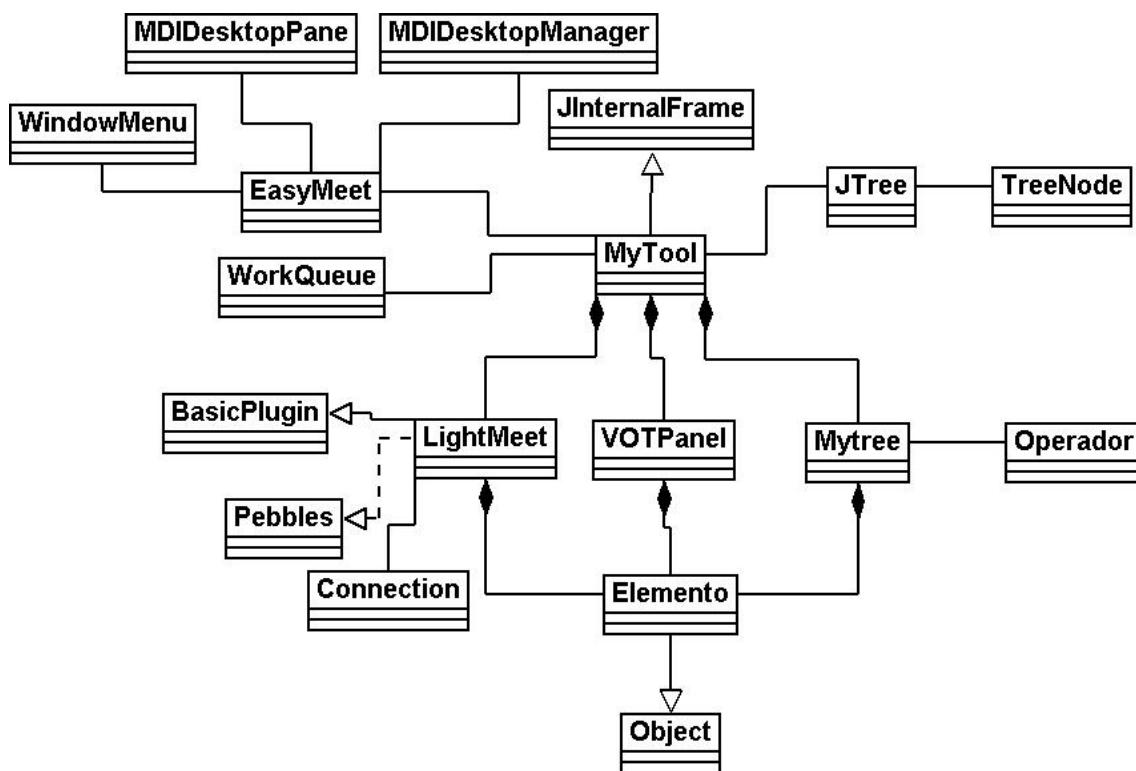 MDIDesktopPane
MDIDesktopManager
JInternalFrame
WindowMenu
EasyMeet
JTree
TreeNode
MyTool
WorkQueue
BasicPlugin
LightMeet
VOTPanel
Mytree
Operador
Pebbles
Connection
Elemento
Object